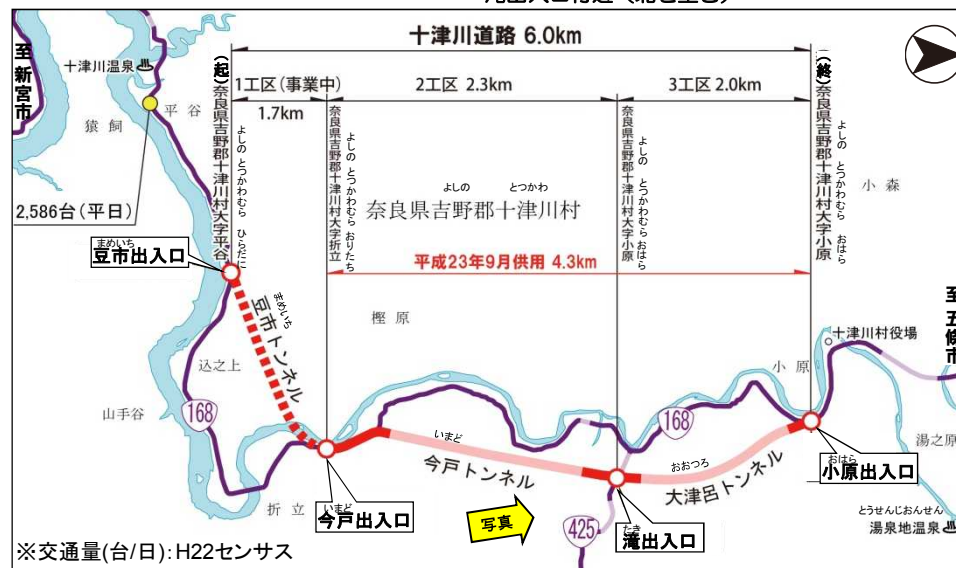 十津川道路 6.0km
1工区(事業中)
1.7km
2工区 2.3km
3工区 2.0km
至 新宮市
十津川温泉
平谷
猿飼
2,586台(平日)
(起)奈良県吉野郡十津川村大字平谷
よしの とつかわむら ひらだに
奈良県吉野郡十津川村大字折立
よしの とつかわむら おりたち
よしの とつかわ
奈良県吉野郡十津川村
奈良県吉野郡十津川村大字小原
よしの とつかわむら おはら
(終)奈良県吉野郡十津川村大字小原
よしの とつかわむら おはら
小森
平成23年9月供用 4.3km
まめいち
豆市出入口
まめいち
豆市トンネル
樫原
至 五條市
十津川村役場
小原
込之上
山手谷
168
168
湯之原
いまど
今戸トンネル
おおつろ
大津呂トンネル
おはら
小原出入口
折立
いまど
今戸出入口
写真
425
たき
滝出入口
とうせんじおんせん
湯泉地温泉
※交通量(台/日):H22センサス